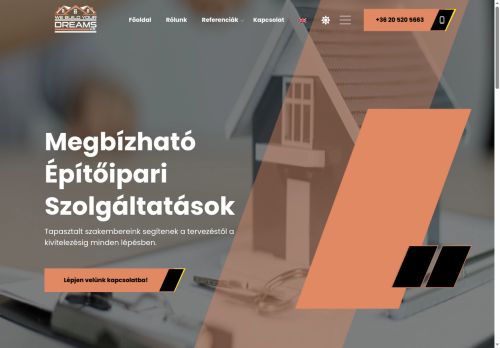 WE BUILD YOUR
DREAMS
Főoldal Rólunk Referenciák Kapcsolat
+36 20 520 5663
Megbízható
Építőipari
Szolgáltatások
Tapasztalt szakembereink segítenek a tervezéstől a
kivitelezésig minden lépésben.
Lépjen velünk kapcsolatba!